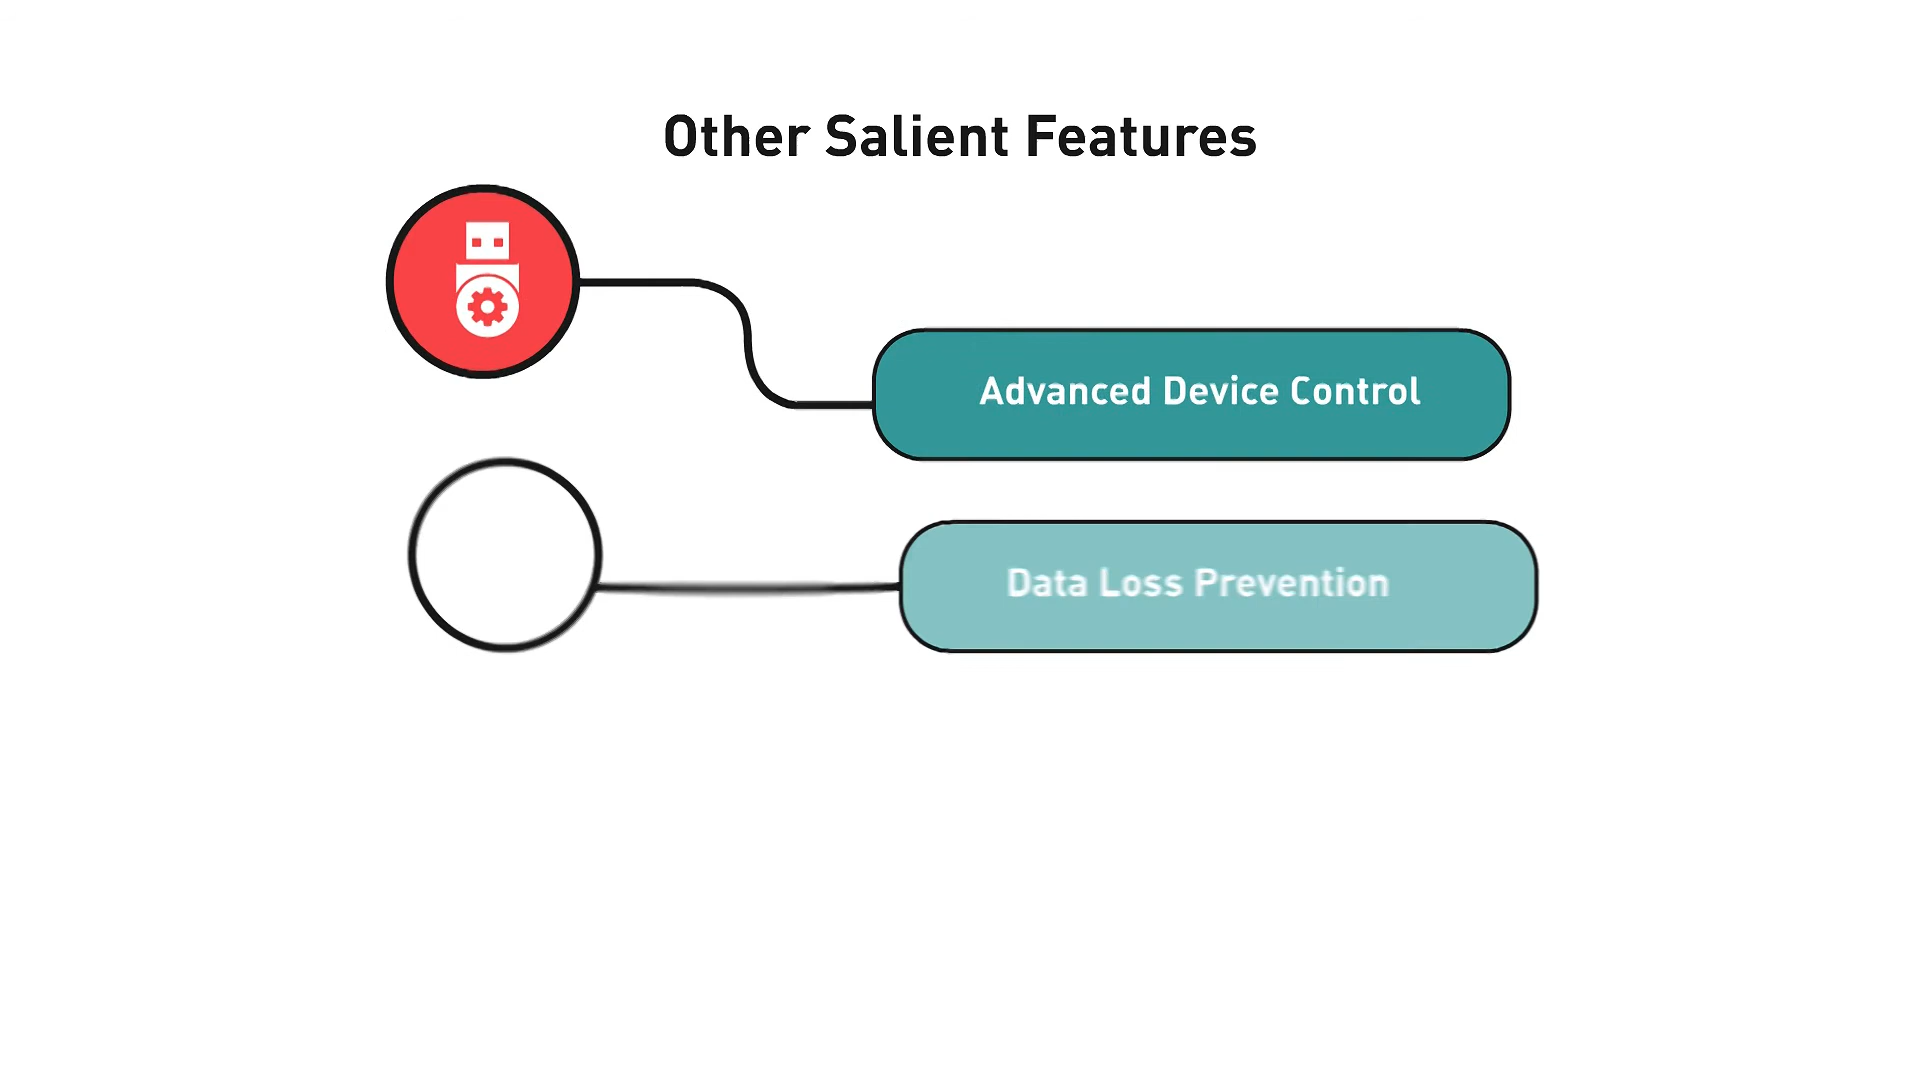 Other Salient Features
Advanced Device Control
Data Loss Prevention